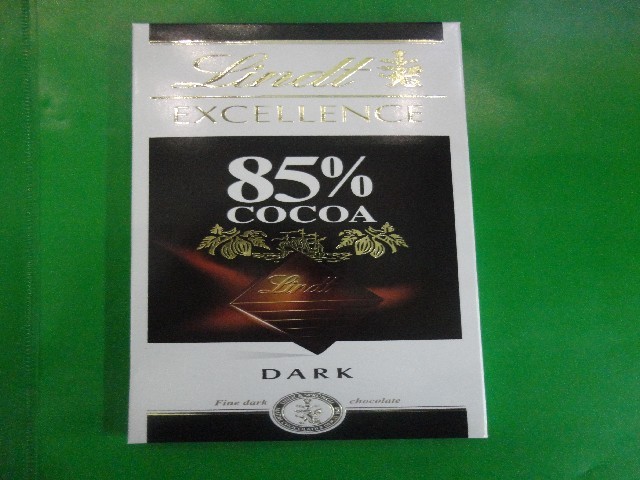 Lindt
EXCELLENCE
85%
COCOA
Lindt
DARK
Fine dark chocolate